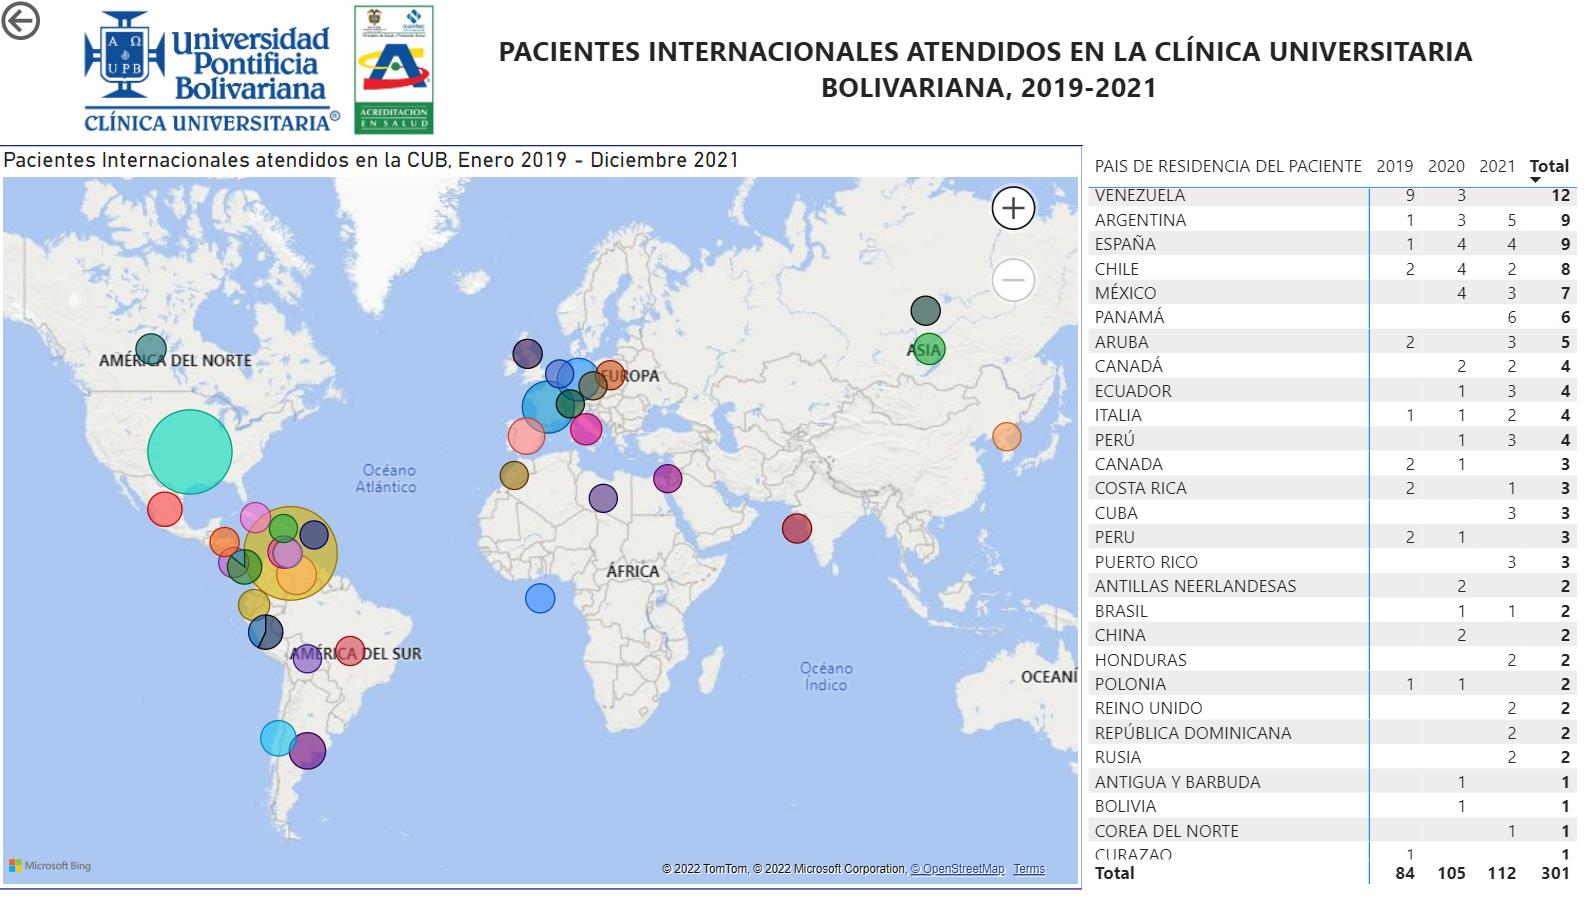 Universidad
Pontificia
Bolivariana
CLÍNICA UNIVERSITARIA®
Α Ω
U P B
icontec
ACREDITACION
EN SALUD
PACIENTES INTERNACIONALES ATENDIDOS EN LA CLÍNICA UNIVERSITARIA
BOLIVARIANA, 2019-2021
Pacientes Internacionales atendidos en la CUB, Enero 2019 - Diciembre 2021
AMÉRICA DEL NORTE
EUROPA
ASIA
Océano
Atlántico
ÁFRICA
AMÉRICA DEL SUR
Océano
Índico
OCEANÍ
Microsoft Bing
© 2022 TomTom, © 2022 Microsoft Corporation, © OpenStreetMap Terms
PAIS DE RESIDENCIA DEL PACIENTE 2019 2020 2021 Total
VENEZUELA 9 3 12
ARGENTINA 1 3 5 9
ESPAÑA 1 4 4 9
CHILE 2 4 2 8
MÉXICO 4 3 7
PANAMÁ 6 6
ARUBA 2 3 5
CANADÁ 2 2 4
ECUADOR 1 3 4
ITALIA 1 1 2 4
PERÚ 1 3 4
CANADA 2 1 3
COSTA RICA 2 1 3
CUBA 3 3
PERU 2 1 3
PUERTO RICO 3 3
ANTILLAS NEERLANDESAS 2 2
BRASIL 1 1 2
CHINA 2 2
HONDURAS 2 2
POLONIA 1 1 2
REINO UNIDO 2 2
REPÚBLICA DOMINICANA 2 2
RUSIA 2 2
ANTIGUA Y BARBUDA 1 1
BOLIVIA 1 1
COREA DEL NORTE 1 1
CURAZAO 1 1
Total 84 105 112 301